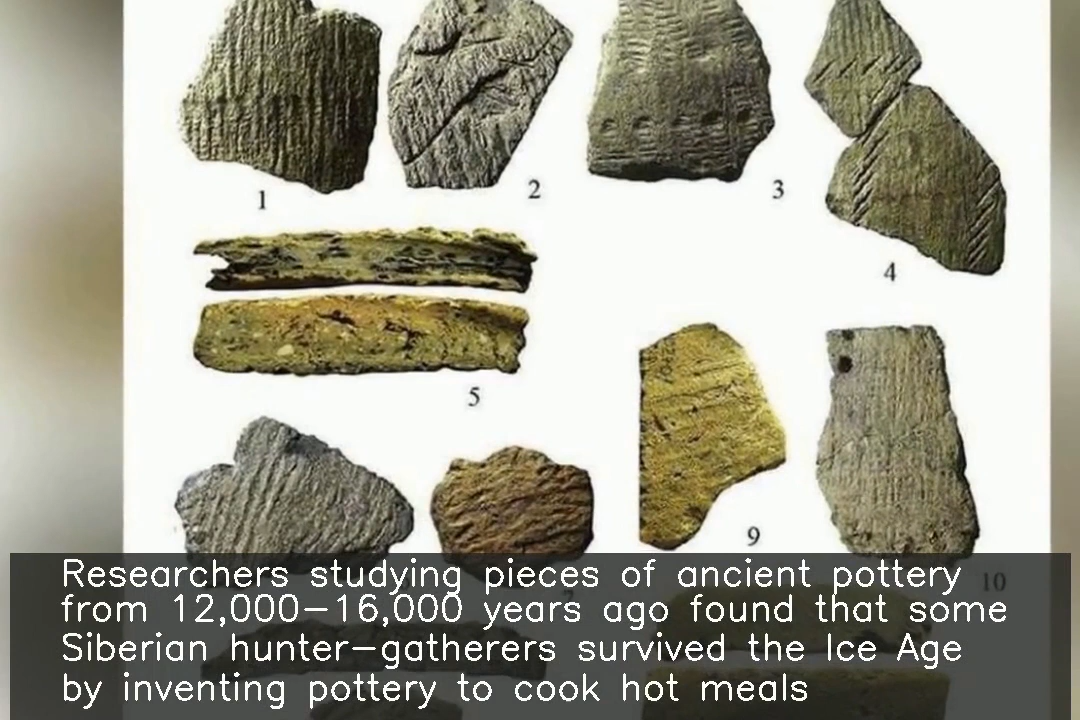 1
2
3
4
5
9
10
Researchers studying pieces of ancient pottery
from 12,000–16,000 years ago found that some
Siberian hunter–gatherers survived the Ice Age
by inventing pottery to cook hot meals